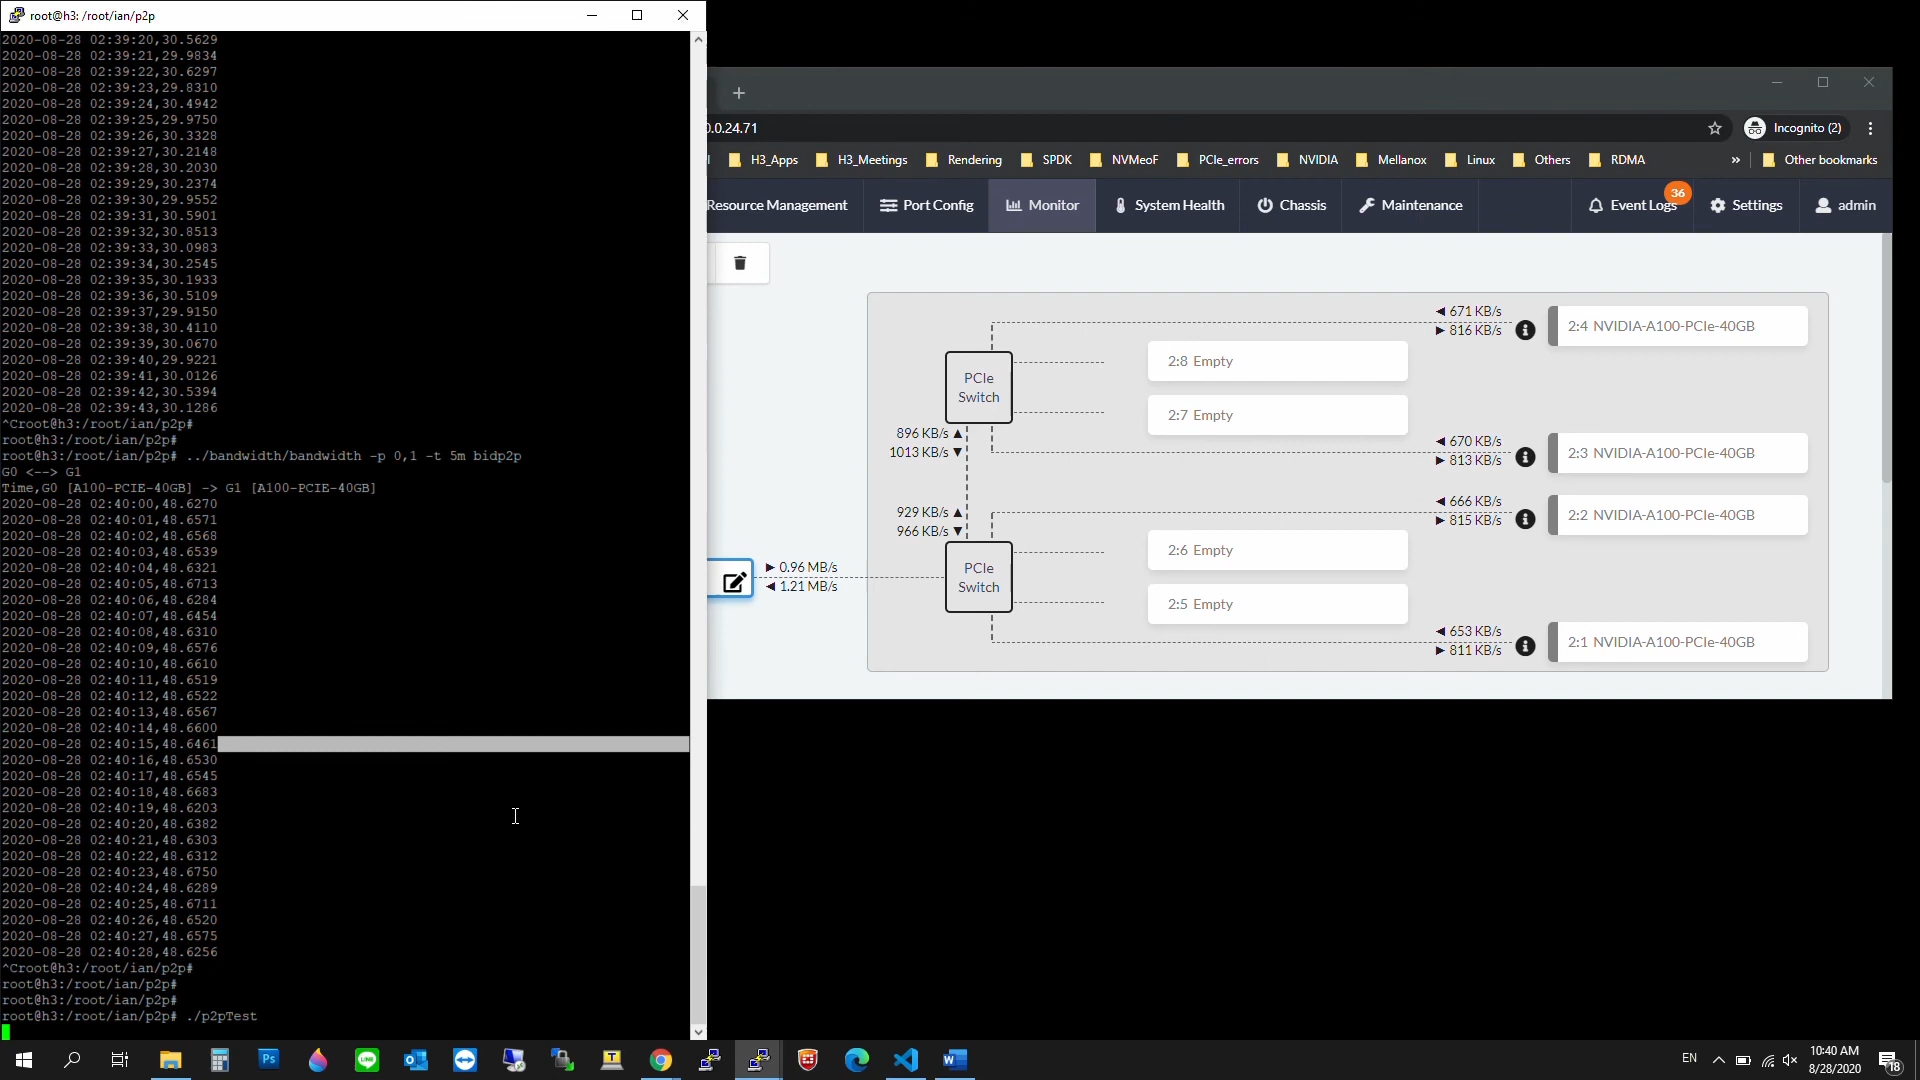 root@h3: /root/ian/p2p
2020-08-28 02:39:20,30.5629
2020-08-28 02:39:21,29.9834
2020-08-28 02:39:22,30.6297
2020-08-28 02:39:23,29.8310
2020-08-28 02:39:24,30.4942
2020-08-28 02:39:25,29.9750
2020-08-28 02:39:26,30.3328
2020-08-28 02:39:27,30.2148
2020-08-28 02:39:28,30.2030
2020-08-28 02:39:29,30.2374
2020-08-28 02:39:30,29.9552
2020-08-28 02:39:31,30.5901
2020-08-28 02:39:32,30.8513
2020-08-28 02:39:33,30.0983
2020-08-28 02:39:34,30.2545
2020-08-28 02:39:35,30.1933
2020-08-28 02:39:36,30.5109
2020-08-28 02:39:37,29.9150
2020-08-28 02:39:38,30.4110
2020-08-28 02:39:39,30.0670
2020-08-28 02:39:40,29.9221
2020-08-28 02:39:41,30.0126
2020-08-28 02:39:42,30.5394
2020-08-28 02:39:43,30.1286
^Croot@h3:/root/ian/p2p#
root@h3:/root/ian/p2p#
root@h3:/root/ian/p2p# ../bandwidth/bandwidth -p 0,1 -t 5m bidp2p
G0 <--> G1
Time,G0 [A100-PCIE-40GB] -> G1 [A100-PCIE-40GB]
2020-08-28 02:40:00,48.6270
2020-08-28 02:40:01,48.6571
2020-08-28 02:40:02,48.6568
2020-08-28 02:40:03,48.6539
2020-08-28 02:40:04,48.6321
2020-08-28 02:40:05,48.6713
2020-08-28 02:40:06,48.6284
2020-08-28 02:40:07,48.6454
2020-08-28 02:40:08,48.6310
2020-08-28 02:40:09,48.6576
2020-08-28 02:40:10,48.6610
2020-08-28 02:40:11,48.6519
2020-08-28 02:40:12,48.6522
2020-08-28 02:40:13,48.6567
2020-08-28 02:40:14,48.6600
2020-08-28 02:40:15,48.6461
2020-08-28 02:40:16,48.6530
2020-08-28 02:40:17,48.6545
2020-08-28 02:40:18,48.6683
2020-08-28 02:40:19,48.6203
2020-08-28 02:40:20,48.6382
2020-08-28 02:40:21,48.6303
2020-08-28 02:40:22,48.6312
2020-08-28 02:40:23,48.6750
2020-08-28 02:40:24,48.6289
2020-08-28 02:40:25,48.6711
2020-08-28 02:40:26,48.6520
2020-08-28 02:40:27,48.6575
2020-08-28 02:40:28,48.6256
^Croot@h3:/root/ian/p2p#
root@h3:/root/ian/p2p#
root@h3:/root/ian/p2p#
root@h3:/root/ian/p2p# ./p2pTest
0.0.24.71
Incognito (2)
H3_Apps H3_Meetings Rendering SPDK NVMeoF PCIe_errors NVIDIA Mellanox Linux Others RDMA » Other bookmarks
Resource Management Port Config Monitor System Health Chassis Maintenance Event Logs 36 Settings admin
◀ 671 KB/s
▶ 816 KB/s
2:4 NVIDIA-A100-PCIe-40GB
2:8 Empty
PCIe
Switch
2:7 Empty
896 KB/s ▲
1013 KB/s ▼
◀ 670 KB/s
▶ 813 KB/s
2:3 NVIDIA-A100-PCIe-40GB
929 KB/s ▲
966 KB/s ▼
◀ 666 KB/s
▶ 815 KB/s
2:2 NVIDIA-A100-PCIe-40GB
2:6 Empty
▶ 0.96 MB/s
◀ 1.21 MB/s
PCIe
Switch
2:5 Empty
◀ 653 KB/s
▶ 811 KB/s
2:1 NVIDIA-A100-PCIe-40GB
Ps
LINE
T
W
EN
10:40 AM
8/28/2020
18